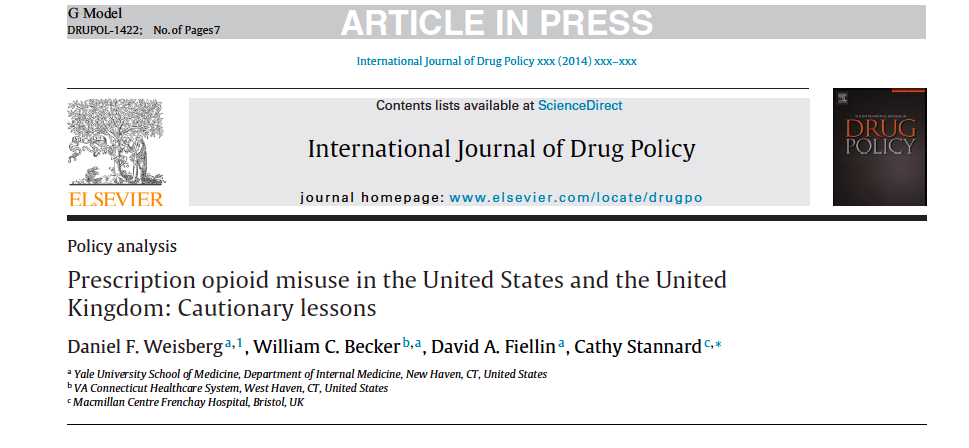 G Model
DRUPOL-1422; No. of Pages 7
ARTICLE IN PRESS
International Journal of Drug Policy xxx (2014) xxx–xxx
Contents lists available at ScienceDirect
International Journal of Drug Policy
journal homepage: www.elsevier.com/locate/drugpo
ELSEVIER
DRUG
POLICY
Policy analysis
Prescription opioid misuse in the United States and the United
Kingdom: Cautionary lessons
Daniel F. Weisberg a,1, William C. Becker b,a, David A. Fiellin a, Cathy Stannard c,*
a Yale University School of Medicine, Department of Internal Medicine, New Haven, CT, United States
b VA Connecticut Healthcare System, West Haven, CT, United States
c Macmillan Centre Frenchay Hospital, Bristol, UK